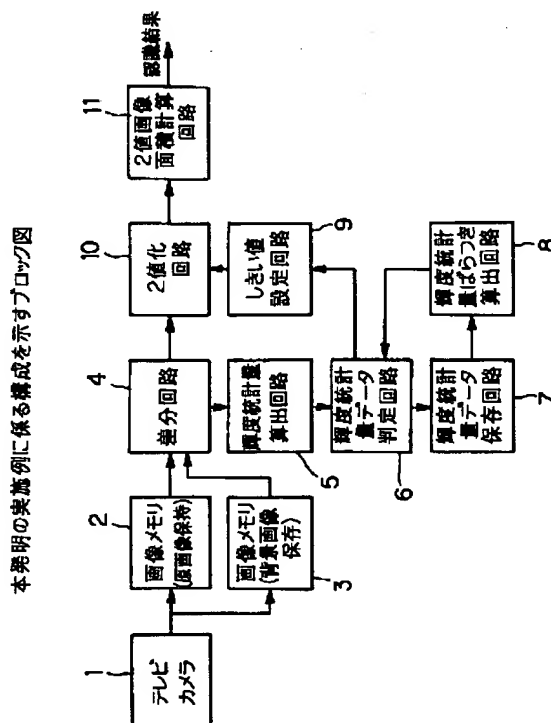 本発明の実施例に係る構成を示すブロック図
1
テレビ
カメラ
2
画像メモリ
(原画像保持)
3
画像メモリ
(背景画像
保存)
4
差分回路
5
輝度統計量
算出回路
6
輝度統計
量データ
判定回路
7
輝度統計
量データ
保存回路
8
輝度統計
量ばらつき
算出回路
9
しきい値
設定回路
10
2値化
回路
11
2値画像
面積計算
回路
認識結果